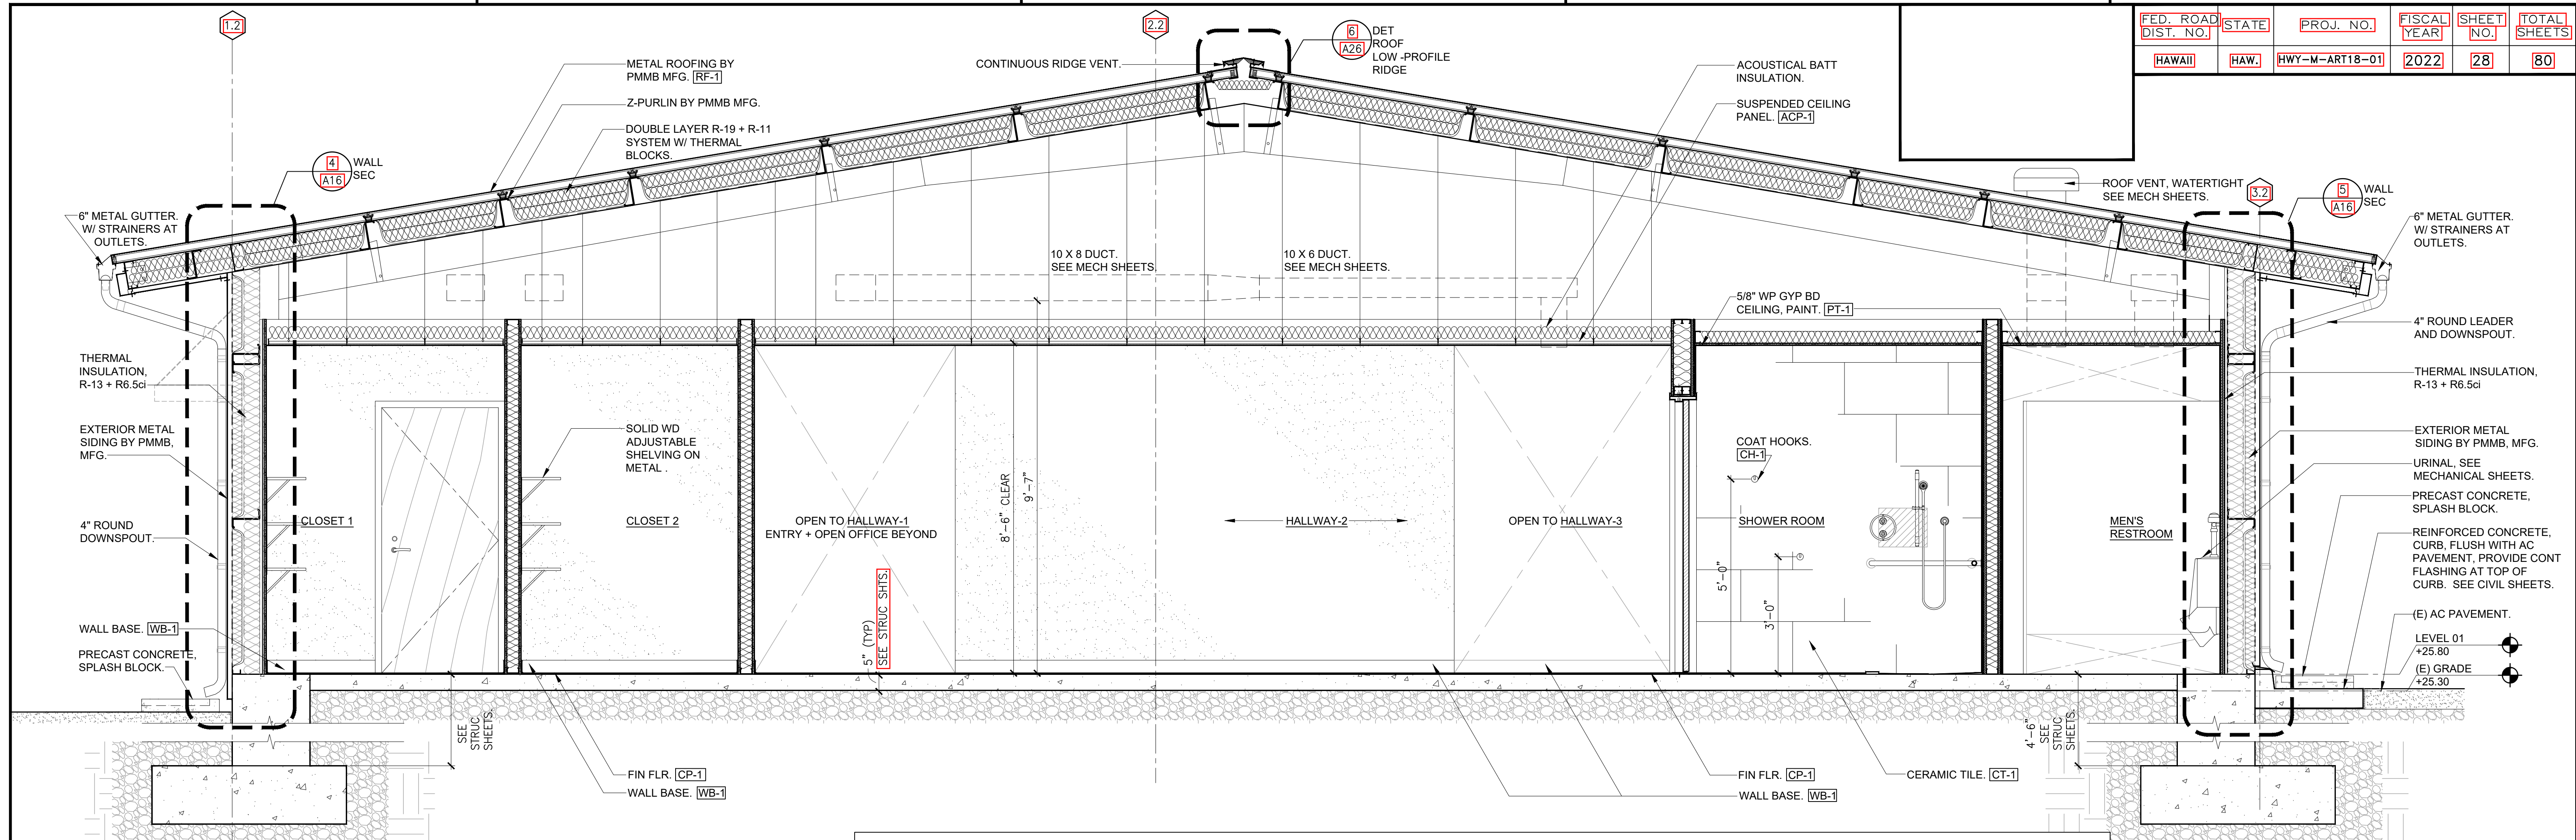 FED. ROAD DIST. NO.
STATE
PROJ. NO.
FISCAL YEAR
SHEET NO.
TOTAL SHEETS
HAWAII
HAW.
HWY-M-ART18-01
2022
28
80
1.2
2.2
3.2
METAL ROOFING BY
PMMB MFG. RF-1
Z-PURLIN BY PMMB MFG.
DOUBLE LAYER R-19 + R-11
SYSTEM W/ THERMAL
BLOCKS.
CONTINUOUS RIDGE VENT.
6
A26
DET
ROOF
LOW -PROFILE
RIDGE
ACOUSTICAL BATT
INSULATION.
SUSPENDED CEILING
PANEL. ACP-1
4
A16
WALL
SEC
ROOF VENT, WATERTIGHT
SEE MECH SHEETS.
5
A16
WALL
SEC
6" METAL GUTTER.
W/ STRAINERS AT
OUTLETS.
6" METAL GUTTER.
W/ STRAINERS AT
OUTLETS.
10 X 8 DUCT.
SEE MECH SHEETS.
10 X 6 DUCT.
SEE MECH SHEETS.
5/8" WP GYP BD
CEILING, PAINT. PT-1
4" ROUND LEADER
AND DOWNSPOUT.
THERMAL
INSULATION,
R-13 + R6.5ci
THERMAL INSULATION,
R-13 + R6.5ci
EXTERIOR METAL
SIDING BY PMMB,
MFG.
SOLID WD
ADJUSTABLE
SHELVING ON
METAL .
COAT HOOKS.
CH-1
EXTERIOR METAL
SIDING BY PMMB, MFG.
URINAL, SEE
MECHANICAL SHEETS.
PRECAST CONCRETE,
SPLASH BLOCK.
REINFORCED CONCRETE,
CURB, FLUSH WITH AC
PAVEMENT, PROVIDE CONT
FLASHING AT TOP OF
CURB. SEE CIVIL SHEETS.
4" ROUND
DOWNSPOUT.
CLOSET 1
CLOSET 2
OPEN TO HALLWAY-1
ENTRY + OPEN OFFICE BEYOND
8'-6" CLEAR
9'-7"
HALLWAY-2
OPEN TO HALLWAY-3
SHOWER ROOM
MEN'S
RESTROOM
5'-0"
3'-0"
5" (TYP)
SEE STRUC SHTS.
WALL BASE. WB-1
PRECAST CONCRETE,
SPLASH BLOCK.
(E) AC PAVEMENT.
LEVEL 01
+25.80
(E) GRADE
+25.30
SEE
STRUC
SHEETS.
4'-6"
SEE
STRUC
SHEETS.
FIN FLR. CP-1
WALL BASE. WB-1
FIN FLR. CP-1
WALL BASE. WB-1
CERAMIC TILE. CT-1